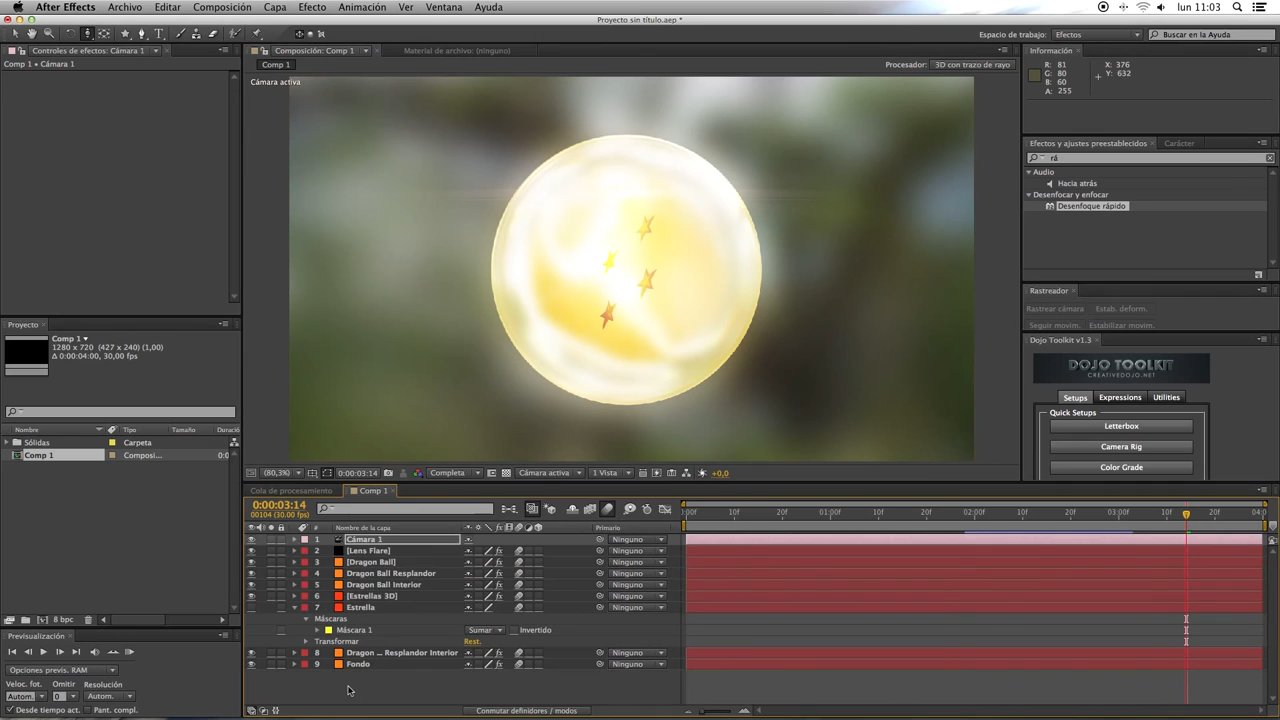 After Effects Archivo Edición Composición Capa Efecto Animación Ver Ventana Ayuda lun 11:03
Proyecto sin título.aep *
Espacio de trabajo: Efectos Buscar en la Ayuda
Controles de efectos: Cámara 1 Composición: Comp 1 Material de archivo: (ninguno) Información
Comp 1 • Cámara 1 Comp 1 Procesador: 3D con trazo de rayo
R: 81 X: 376
G: 80 Y: 632
B: 60
A: 255
Cámara activa
Efectos y ajustes preestablecidos Carácter
rá
Audio
Hacia atrás
Desenfocar y enfocar
Desenfoque rápido
Rastreador
Rastrear cámara Estab. deform.
Seguir movim. Estabilizar movim.
Proyecto
Comp 1
1280 x 720 (427 x 240) (1,00)
Δ 0:00:04:00, 30,00 fps)
Dojo Toolkit v1.3
DOJO TOOLKIT
CREATIVEDOJO.NET
Setups Expressions Utilities
Quick Setups
Letterbox
Camera Rig
Color Grade
Nombre Tipo Tamaño Duració
Sólidas Carpeta
Comp 1 Composi... 0:0
(80,3%) 0:00:03:14 Completa Cámara activa 1 Vista +0,0
Cola de procesamiento Comp 1
0:00:03:14
00104 (30.00 fps)
:00f 10f 20f 01:00f 10f 20f 02:00f 10f 20f 03:00f 10f 20f 04:0
# Nombre de la capa Primario
1 Cámara 1 Ninguno
2 [Lens Flare] Ninguno
3 [Dragon Ball] Ninguno
4 Dragon Ball Resplandor Ninguno
5 Dragon Ball Interior Ninguno
6 [Estrellas 3D] Ninguno
7 Estrella Ninguno
Máscaras
Máscara 1 Sumar Invertido
Transformar Rest.
8 Dragon ... Resplandor Interior Ninguno
9 Fondo Ninguno
8 bpc
Previsualización
Opciones previs. RAM
Veloc. fot. Omitir Resolución
Autom. 0 Autom.
Desde tiempo act. Pant. compl.
Conmutar definidores / modos